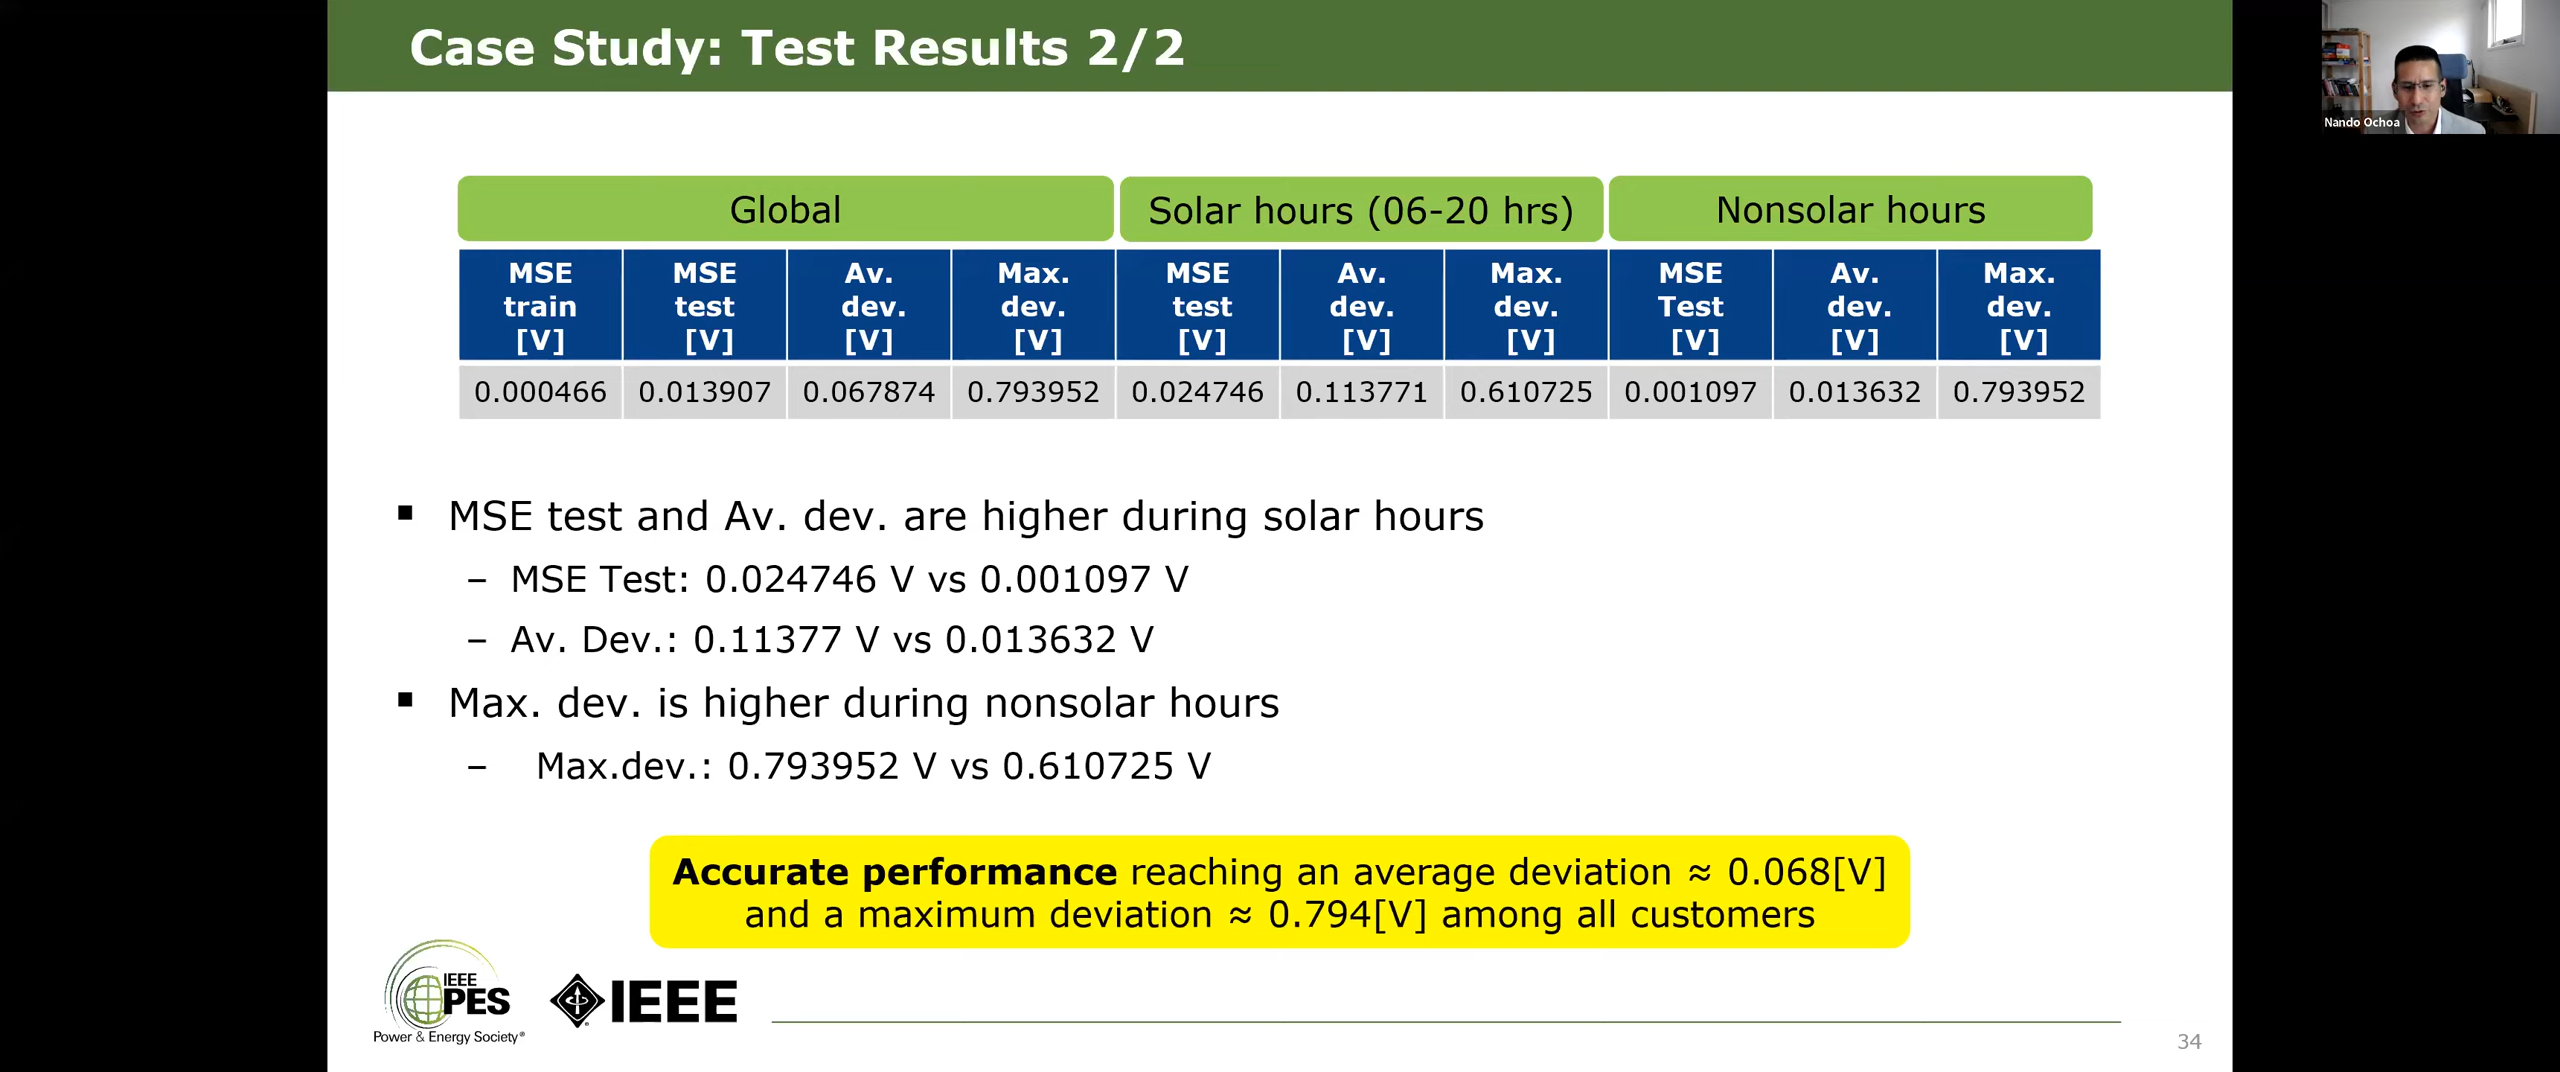 Case Study: Test Results 2/2
Nando Ochoa
Global
Solar hours (06-20 hrs)
Nonsolar hours
MSE train [V]
MSE test [V]
Av. dev. [V]
Max. dev. [V]
MSE test [V]
Av. dev. [V]
Max. dev. [V]
MSE Test [V]
Av. dev. [V]
Max. dev. [V]
0.000466 0.013907 0.067874 0.793952 0.024746 0.113771 0.610725 0.001097 0.013632 0.793952
▪ MSE test and Av. dev. are higher during solar hours
– MSE Test: 0.024746 V vs 0.001097 V
– Av. Dev.: 0.11377 V vs 0.013632 V
▪ Max. dev. is higher during nonsolar hours
– Max.dev.: 0.793952 V vs 0.610725 V
Accurate performance reaching an average deviation ≈ 0.068[V]
and a maximum deviation ≈ 0.794[V] among all customers
IEEE
PES
Power & Energy Society®
IEEE
34